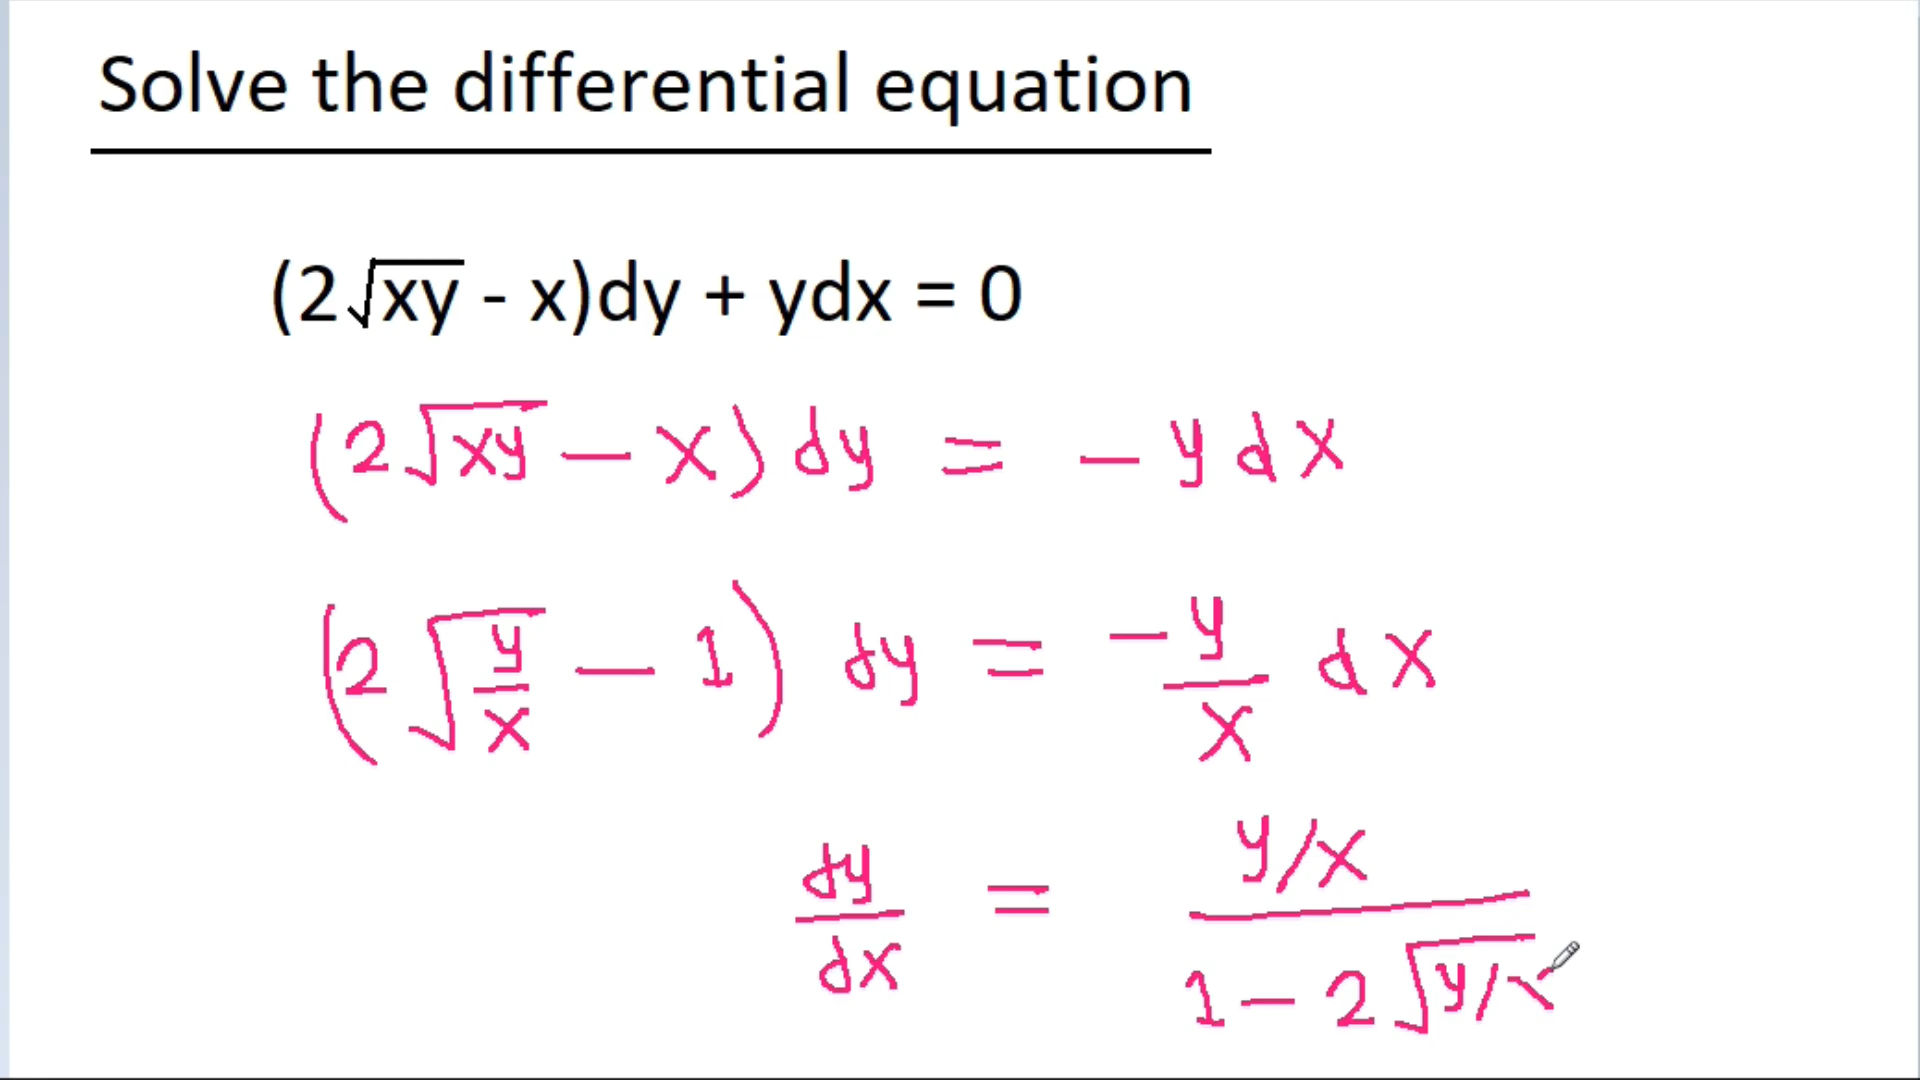 Solve the differential equation
(2√xy - x)dy + ydx = 0
(2√xy − x) dy = − y dx
(2 √y/x − 1) dy = −y/x dx
dy/dx = y/x / 1 − 2 √y/x